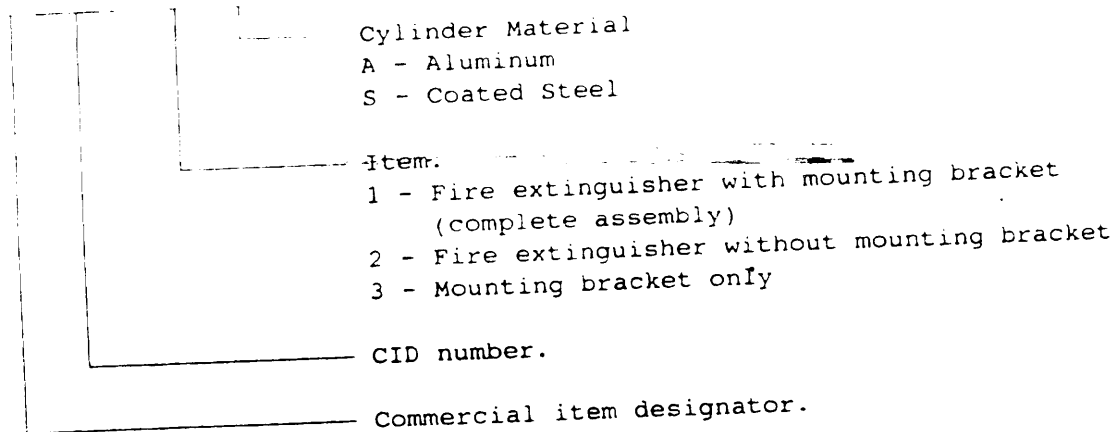 Cylinder Material
A - Aluminum
S - Coated Steel
Item.
1 - Fire extinguisher with mounting bracket
(complete assembly)
2 - Fire extinguisher without mounting bracket
3 - Mounting bracket only
CID number.
Commercial item designator.